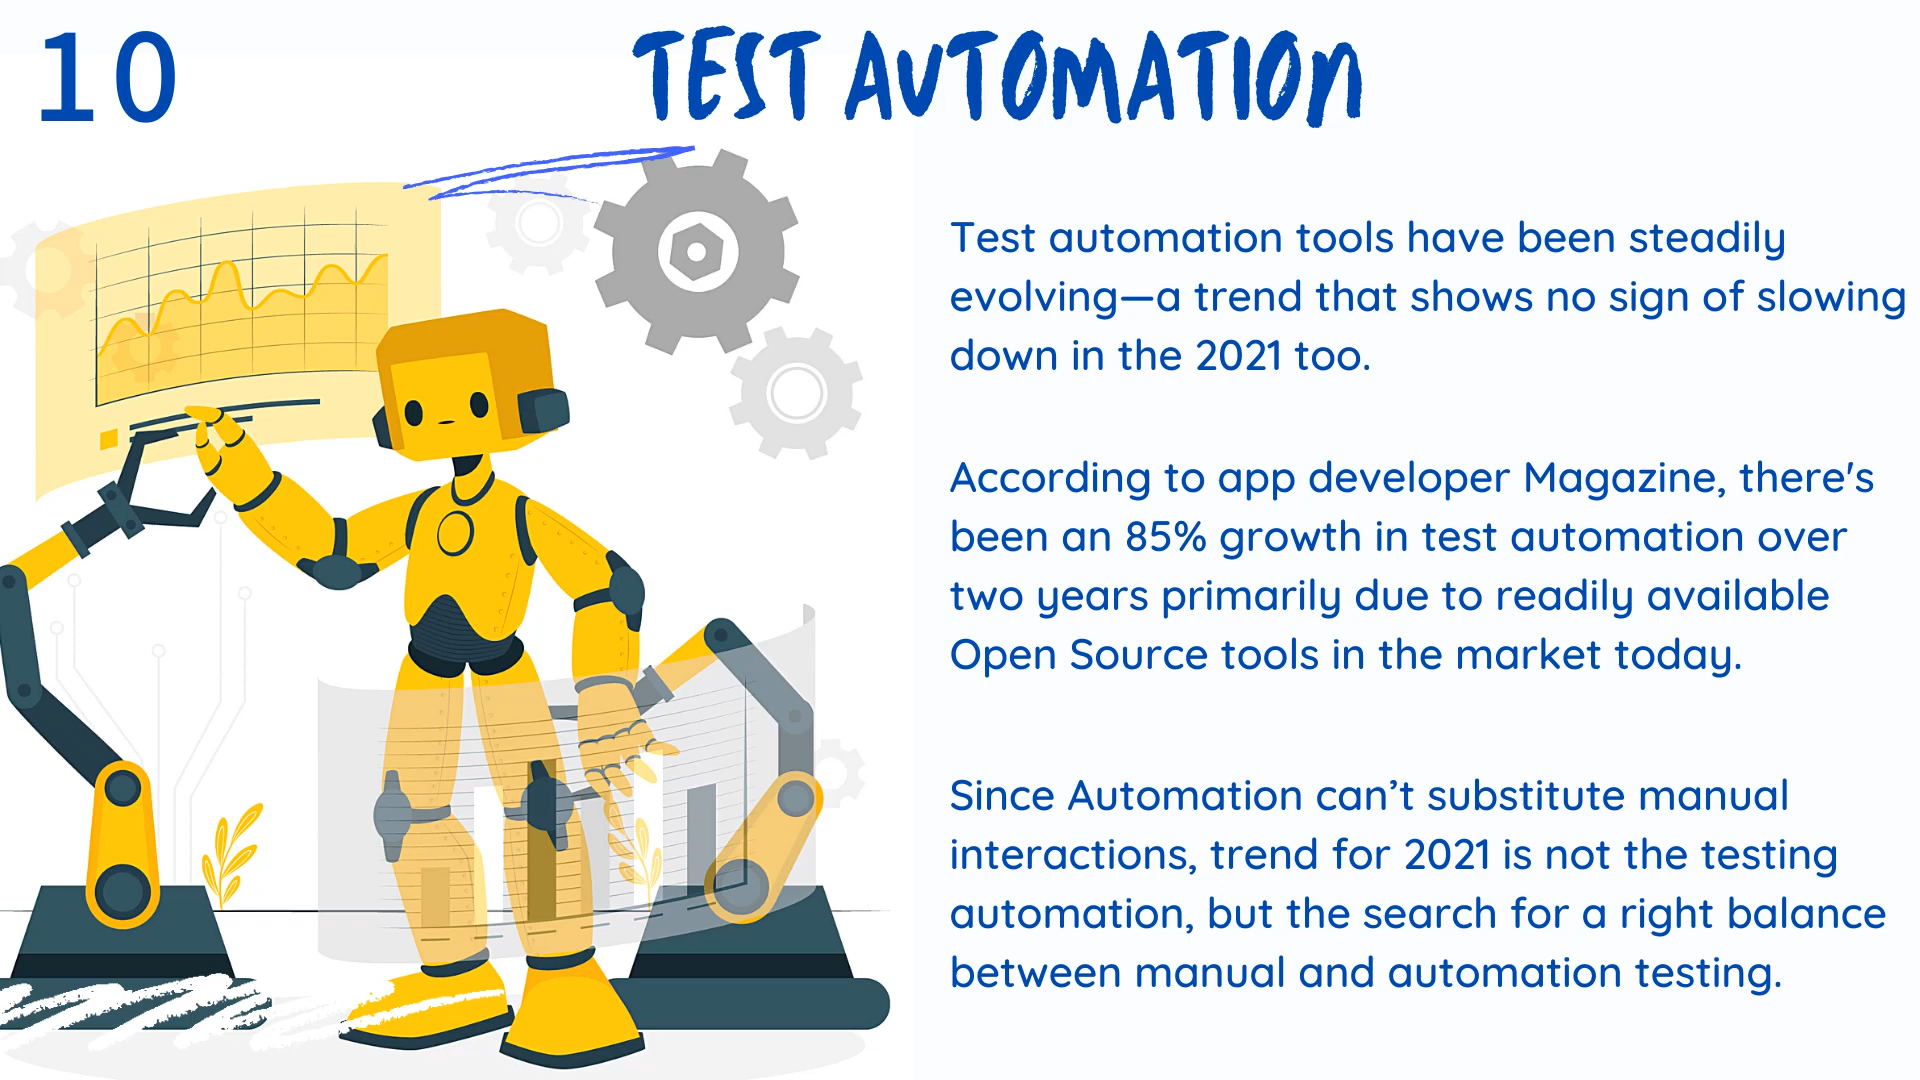 10
TEST AUTOMATION
Test automation tools have been steadily
evolving—a trend that shows no sign of slowing
down in the 2021 too.
According to app developer Magazine, there's
been an 85% growth in test automation over
two years primarily due to readily available
Open Source tools in the market today.
Since Automation can’t substitute manual
interactions, trend for 2021 is not the testing
automation, but the search for a right balance
between manual and automation testing.